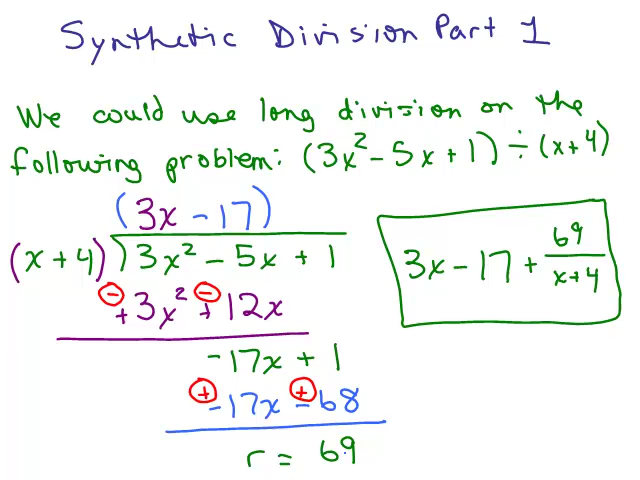 Synthetic Division Part 1
We could use long division on the
following problem: (3x² - 5x + 1) ÷ (x + 4)
(3x - 17)
(x + 4) ) 3x² - 5x + 1
⊖ ⊖
+3x² + 12x
-17x + 1
⊕ ⊕
-17x - 68
r = 69
3x - 17 + 69/(x+4)